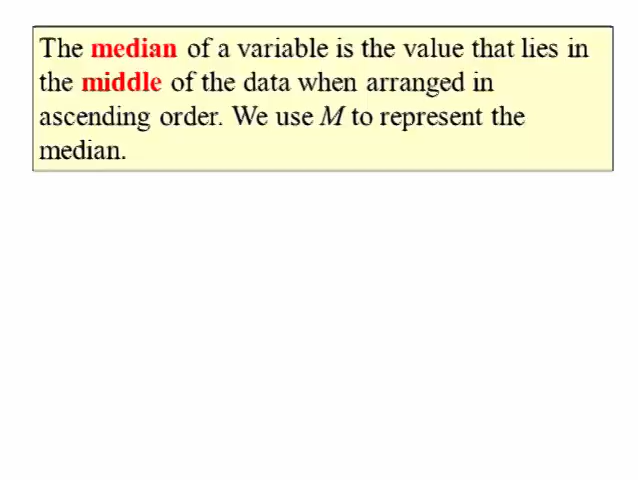 The median of a variable is the value that lies in
the middle of the data when arranged in
ascending order. We use M to represent the
median.